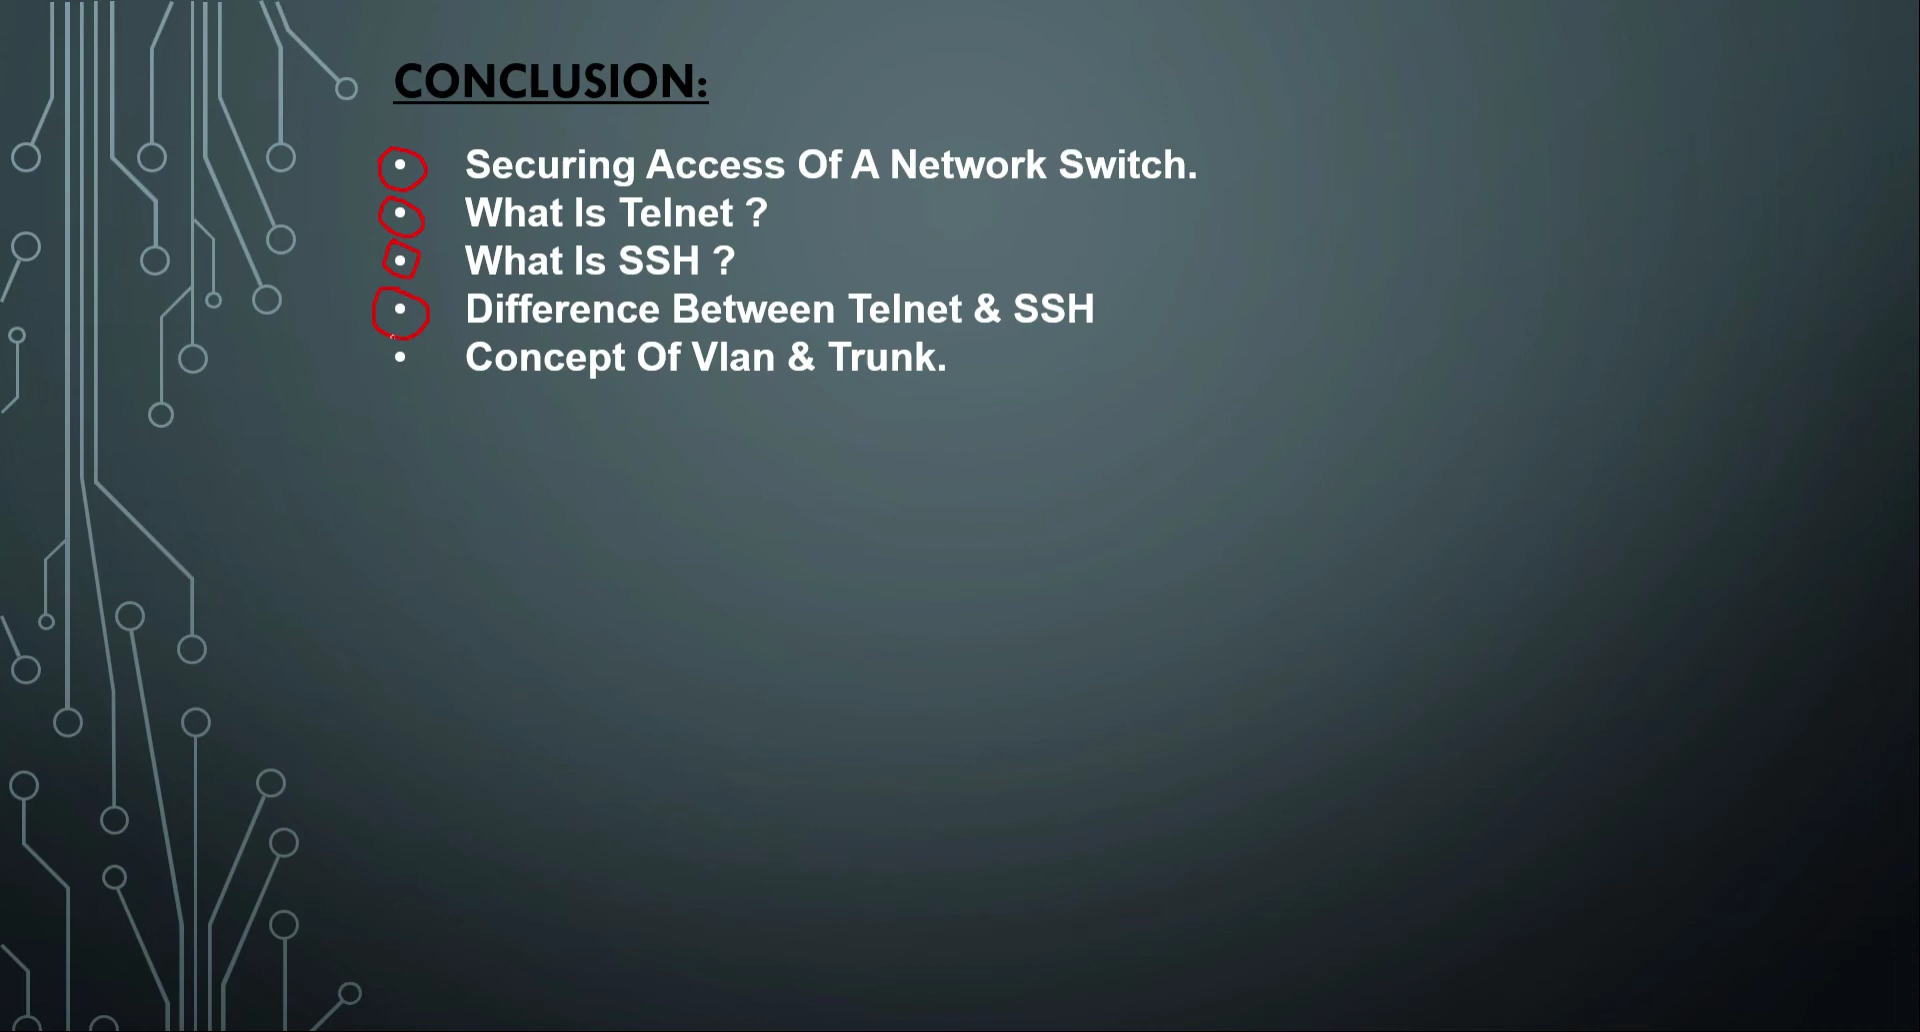 CONCLUSION:
• Securing Access Of A Network Switch.
• What Is Telnet ?
• What Is SSH ?
• Difference Between Telnet & SSH
• Concept Of Vlan & Trunk.